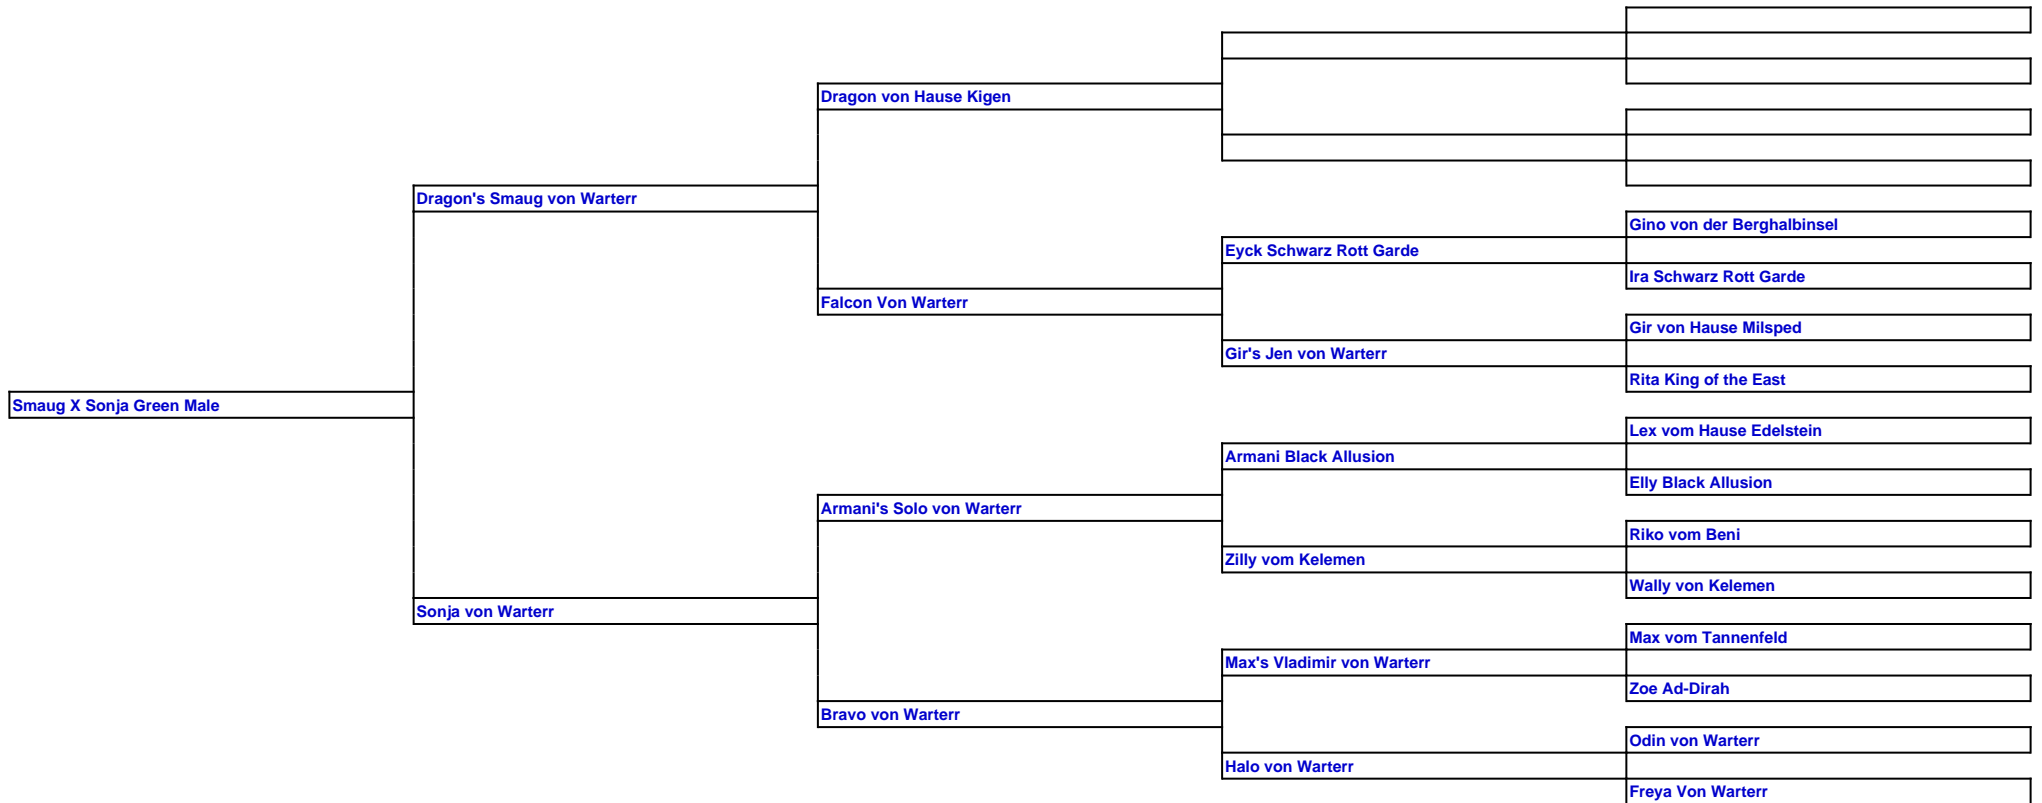 Dragon von Hause Kigen
Dragon's Smaug von Warterr
Gino von der Berghalbinsel
Eyck Schwarz Rott Garde
Ira Schwarz Rott Garde
Falcon Von Warterr
Gir von Hause Milsped
Gir's Jen von Warterr
Rita King of the East
Smaug X Sonja Green Male
Lex vom Hause Edelstein
Armani Black Allusion
Elly Black Allusion
Armani's Solo von Warterr
Riko vom Beni
Zilly vom Kelemen
Wally von Kelemen
Sonja von Warterr
Max vom Tannenfeld
Max's Vladimir von Warterr
Zoe Ad-Dirah
Bravo von Warterr
Odin von Warterr
Halo von Warterr
Freya Von Warterr